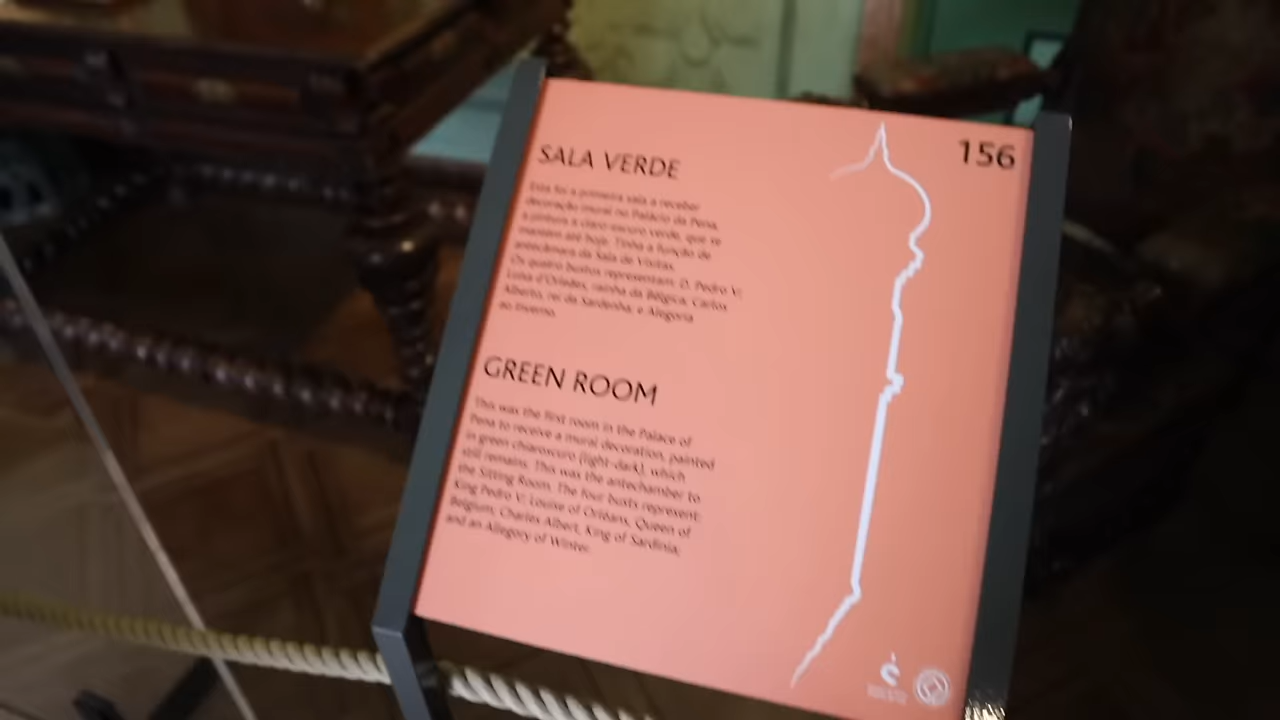 156
SALA VERDE
Esta foi a primeira sala a receber
decoração mural no Palácio da Pena,
a pintura a claro-escuro verde, que se
mantém até hoje. Tinha a função de
antecâmara da Sala de Visitas.
Os quatro bustos representam: D. Pedro V;
Luísa d'Orleães, rainha da Bélgica; Carlos
Alberto, rei da Sardenha; e Alegoria
ao Inverno.
GREEN ROOM
This was the first room in the Palace of
Pena to receive a mural decoration, painted
in green chiaroscuro (light-dark), which
still remains. This was the antechamber to
the Sitting Room. The four busts represent:
King Pedro V; Louise of Orleans, Queen of
Belgium; Charles Albert, King of Sardinia;
and an Allegory of Winter.